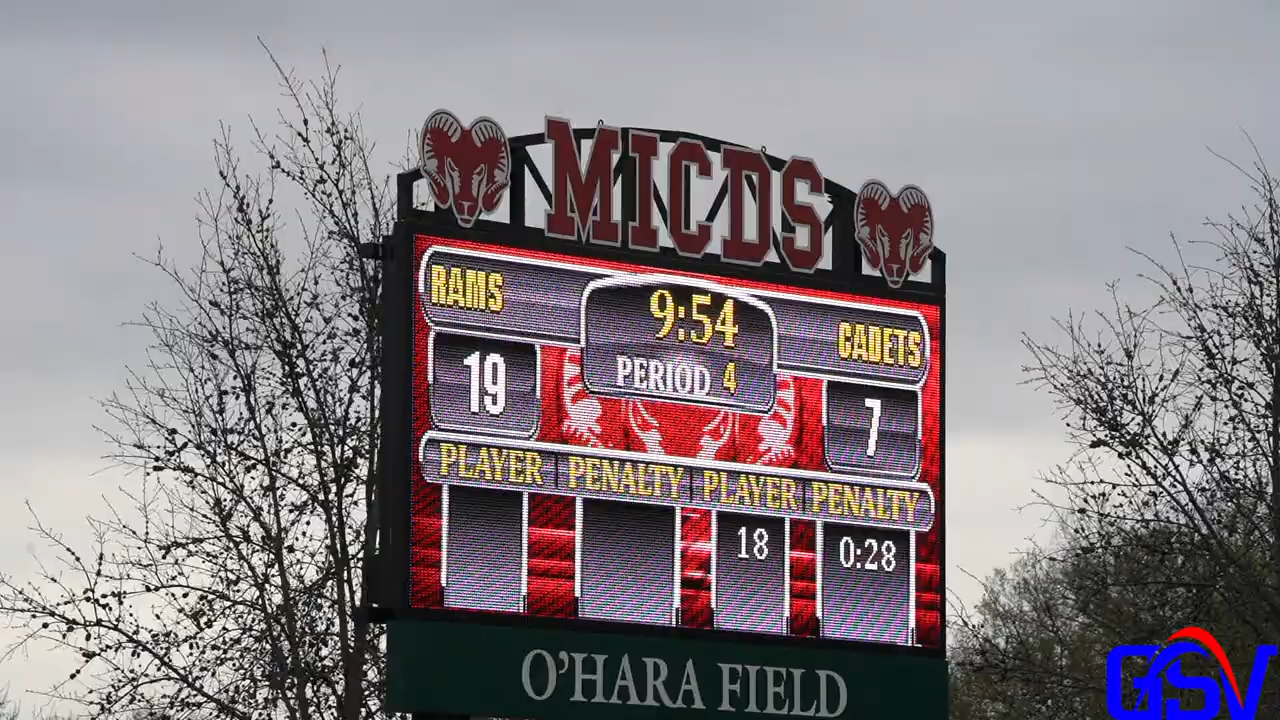 MICDS
RAMS 9:54 CADETS
19 PERIOD 4 7
PLAYER PENALTY PLAYER PENALTY
18 0:28
O'HARA FIELD
GSV